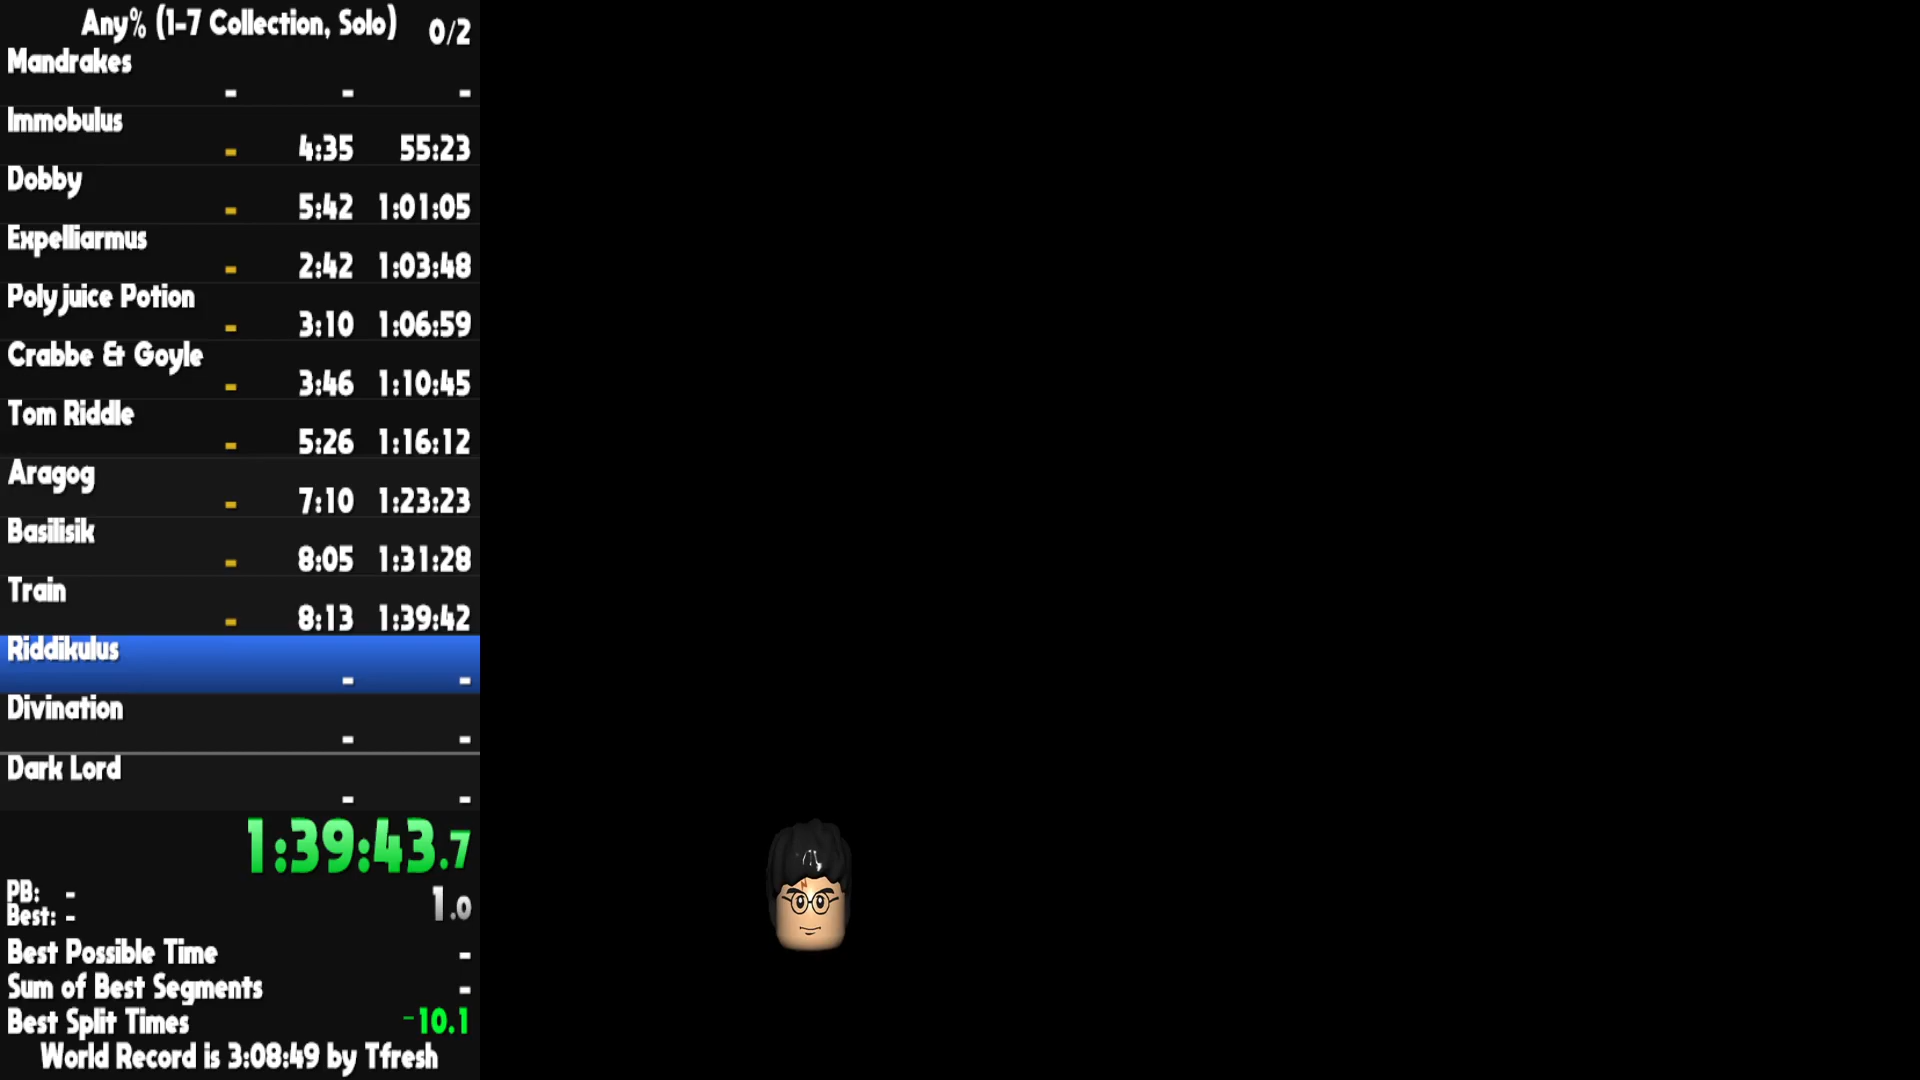 Any% (1-7 Collection, Solo) 0/2
Mandrakes
- - -
Immobulus
- 4:35 55:23
Dobby
- 5:42 1:01:05
Expelliarmus
- 2:42 1:03:48
Polyjuice Potion
- 3:10 1:06:59
Crabbe & Goyle
- 3:46 1:10:45
Tom Riddle
- 5:26 1:16:12
Aragog
- 7:10 1:23:23
Basilisik
- 8:05 1:31:28
Train
- 8:13 1:39:42
Riddikulus
- -
Divination
- -
Dark Lord
- -
1:39:43.7
PB: -
Best: - 1.0
Best Possible Time -
Sum of Best Segments -
Best Split Times -10.1
World Record is 3:08:49 by Tfresh